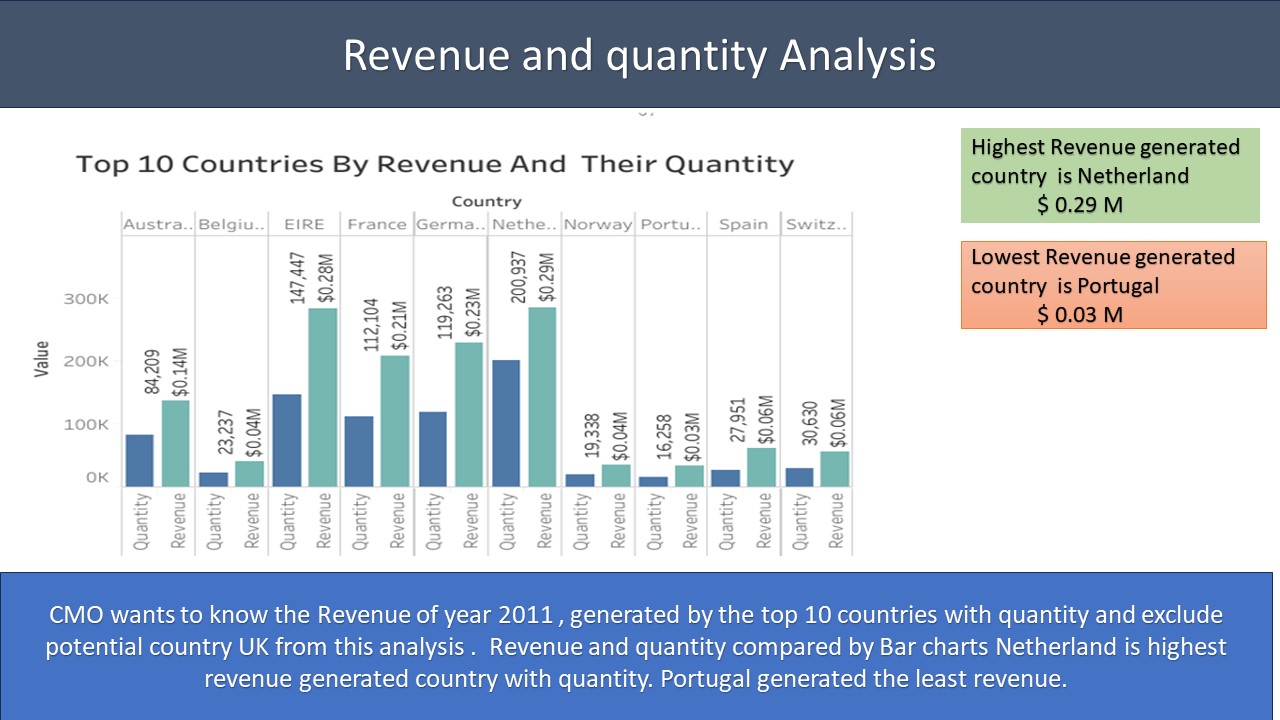 Revenue and quantity Analysis
Top 10 Countries By Revenue And Their Quantity
Country
Austra.. Belgiu.. EIRE France Germa.. Nethe.. Norway Portu.. Spain Switz..
Value
300K
200K
100K
0K
84,209 $0.14M
23,237 $0.04M
147,447 $0.28M
112,104 $0.21M
119,263 $0.23M
200,937 $0.29M
19,338 $0.04M
16,258 $0.03M
27,951 $0.06M
30,630 $0.06M
Quantity Revenue Quantity Revenue Quantity Revenue Quantity Revenue Quantity Revenue Quantity Revenue Quantity Revenue Quantity Revenue Quantity Revenue Quantity Revenue
Highest Revenue generated
country is Netherland
$ 0.29 M
Lowest Revenue generated
country is Portugal
$ 0.03 M
CMO wants to know the Revenue of year 2011 , generated by the top 10 countries with quantity and exclude
potential country UK from this analysis . Revenue and quantity compared by Bar charts Netherland is highest
revenue generated country with quantity. Portugal generated the least revenue.